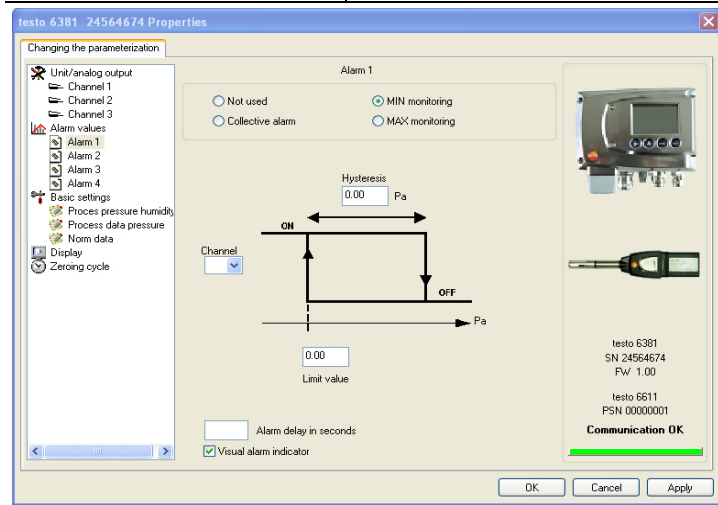 testo 6381 24564674 Properties
Changing the parameterization
Unit/analog output
Channel 1
Channel 2
Channel 3
Alarm values
Alarm 1
Alarm 2
Alarm 3
Alarm 4
Basic settings
Proces pressure humidity
Process data pressure
Norm data
Display
Zeroing cycle
Alarm 1
Not used
MIN monitoring
Collective alarm
MAX monitoring
Hysteresis
0.00 Pa
ON
Channel
OFF
Pa
0.00
Limit value
Alarm delay in seconds
Visual alarm indicator
testo 6381
SN 24564674
FW 1.00
testo 6611
PSN 00000001
Communication OK
OK Cancel Apply